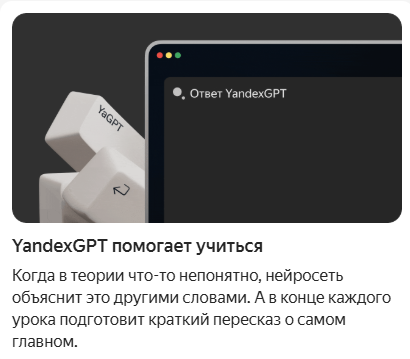 YaGPT
Ответ YandexGPT
YandexGPT помогает учиться
Когда в теории что-то непонятно, нейросеть
объяснит это другими словами. А в конце каждого
урока подготовит краткий пересказ о самом
главном.